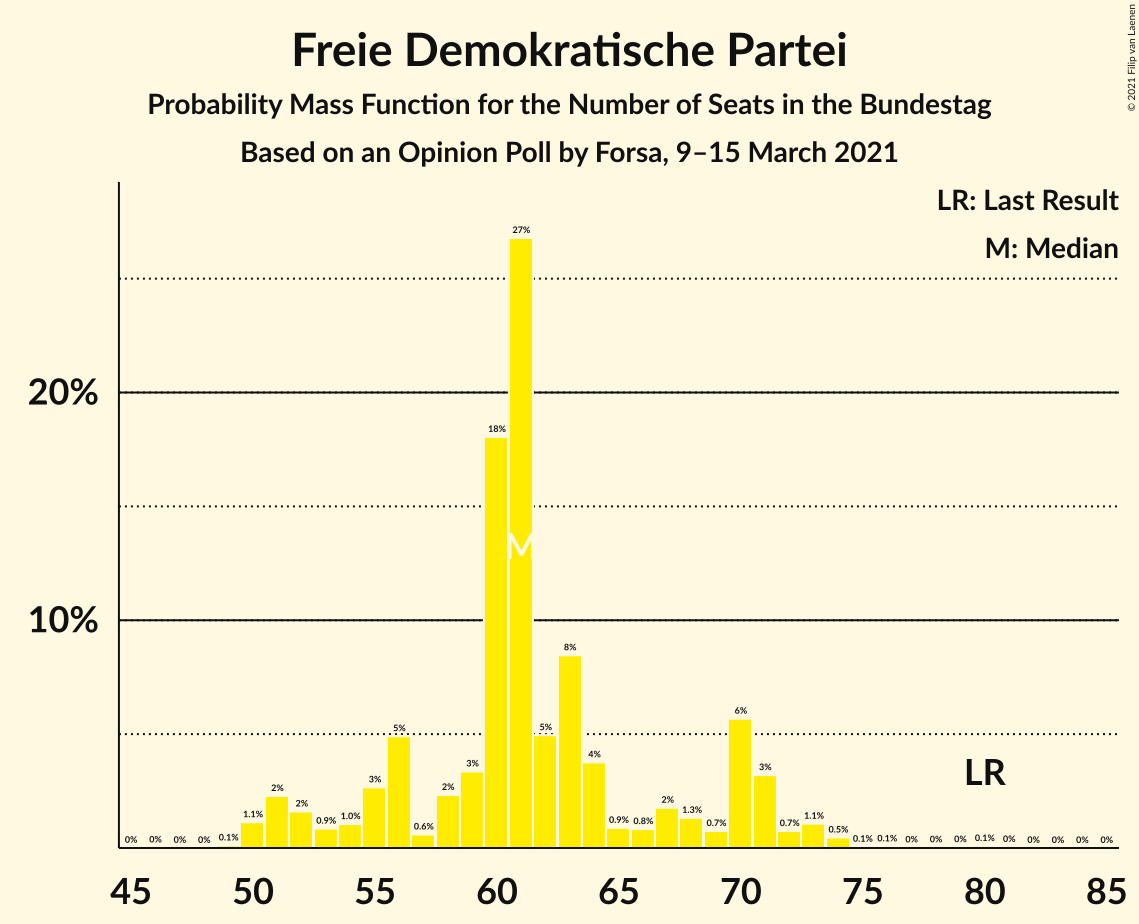 Freie Demokratische Partei
Probability Mass Function for the Number of Seats in the Bundestag
Based on an Opinion Poll by Forsa, 9–15 March 2021
© 2021 Filip van Laenen
LR: Last Result
M: Median
20%
10%
0% 0% 0% 0% 0.1% 1.1% 2% 2% 0.9% 1.0% 3% 5% 0.6% 2% 3% 18% 27% 5% 8% 4% 0.9% 0.8% 2% 1.3% 0.7% 6% 3% 0.7% 1.1% 0.5% 0.1% 0.1% 0% 0% 0% 0.1% 0% 0% 0% 0% 0%
M
LR
45 50 55 60 65 70 75 80 85